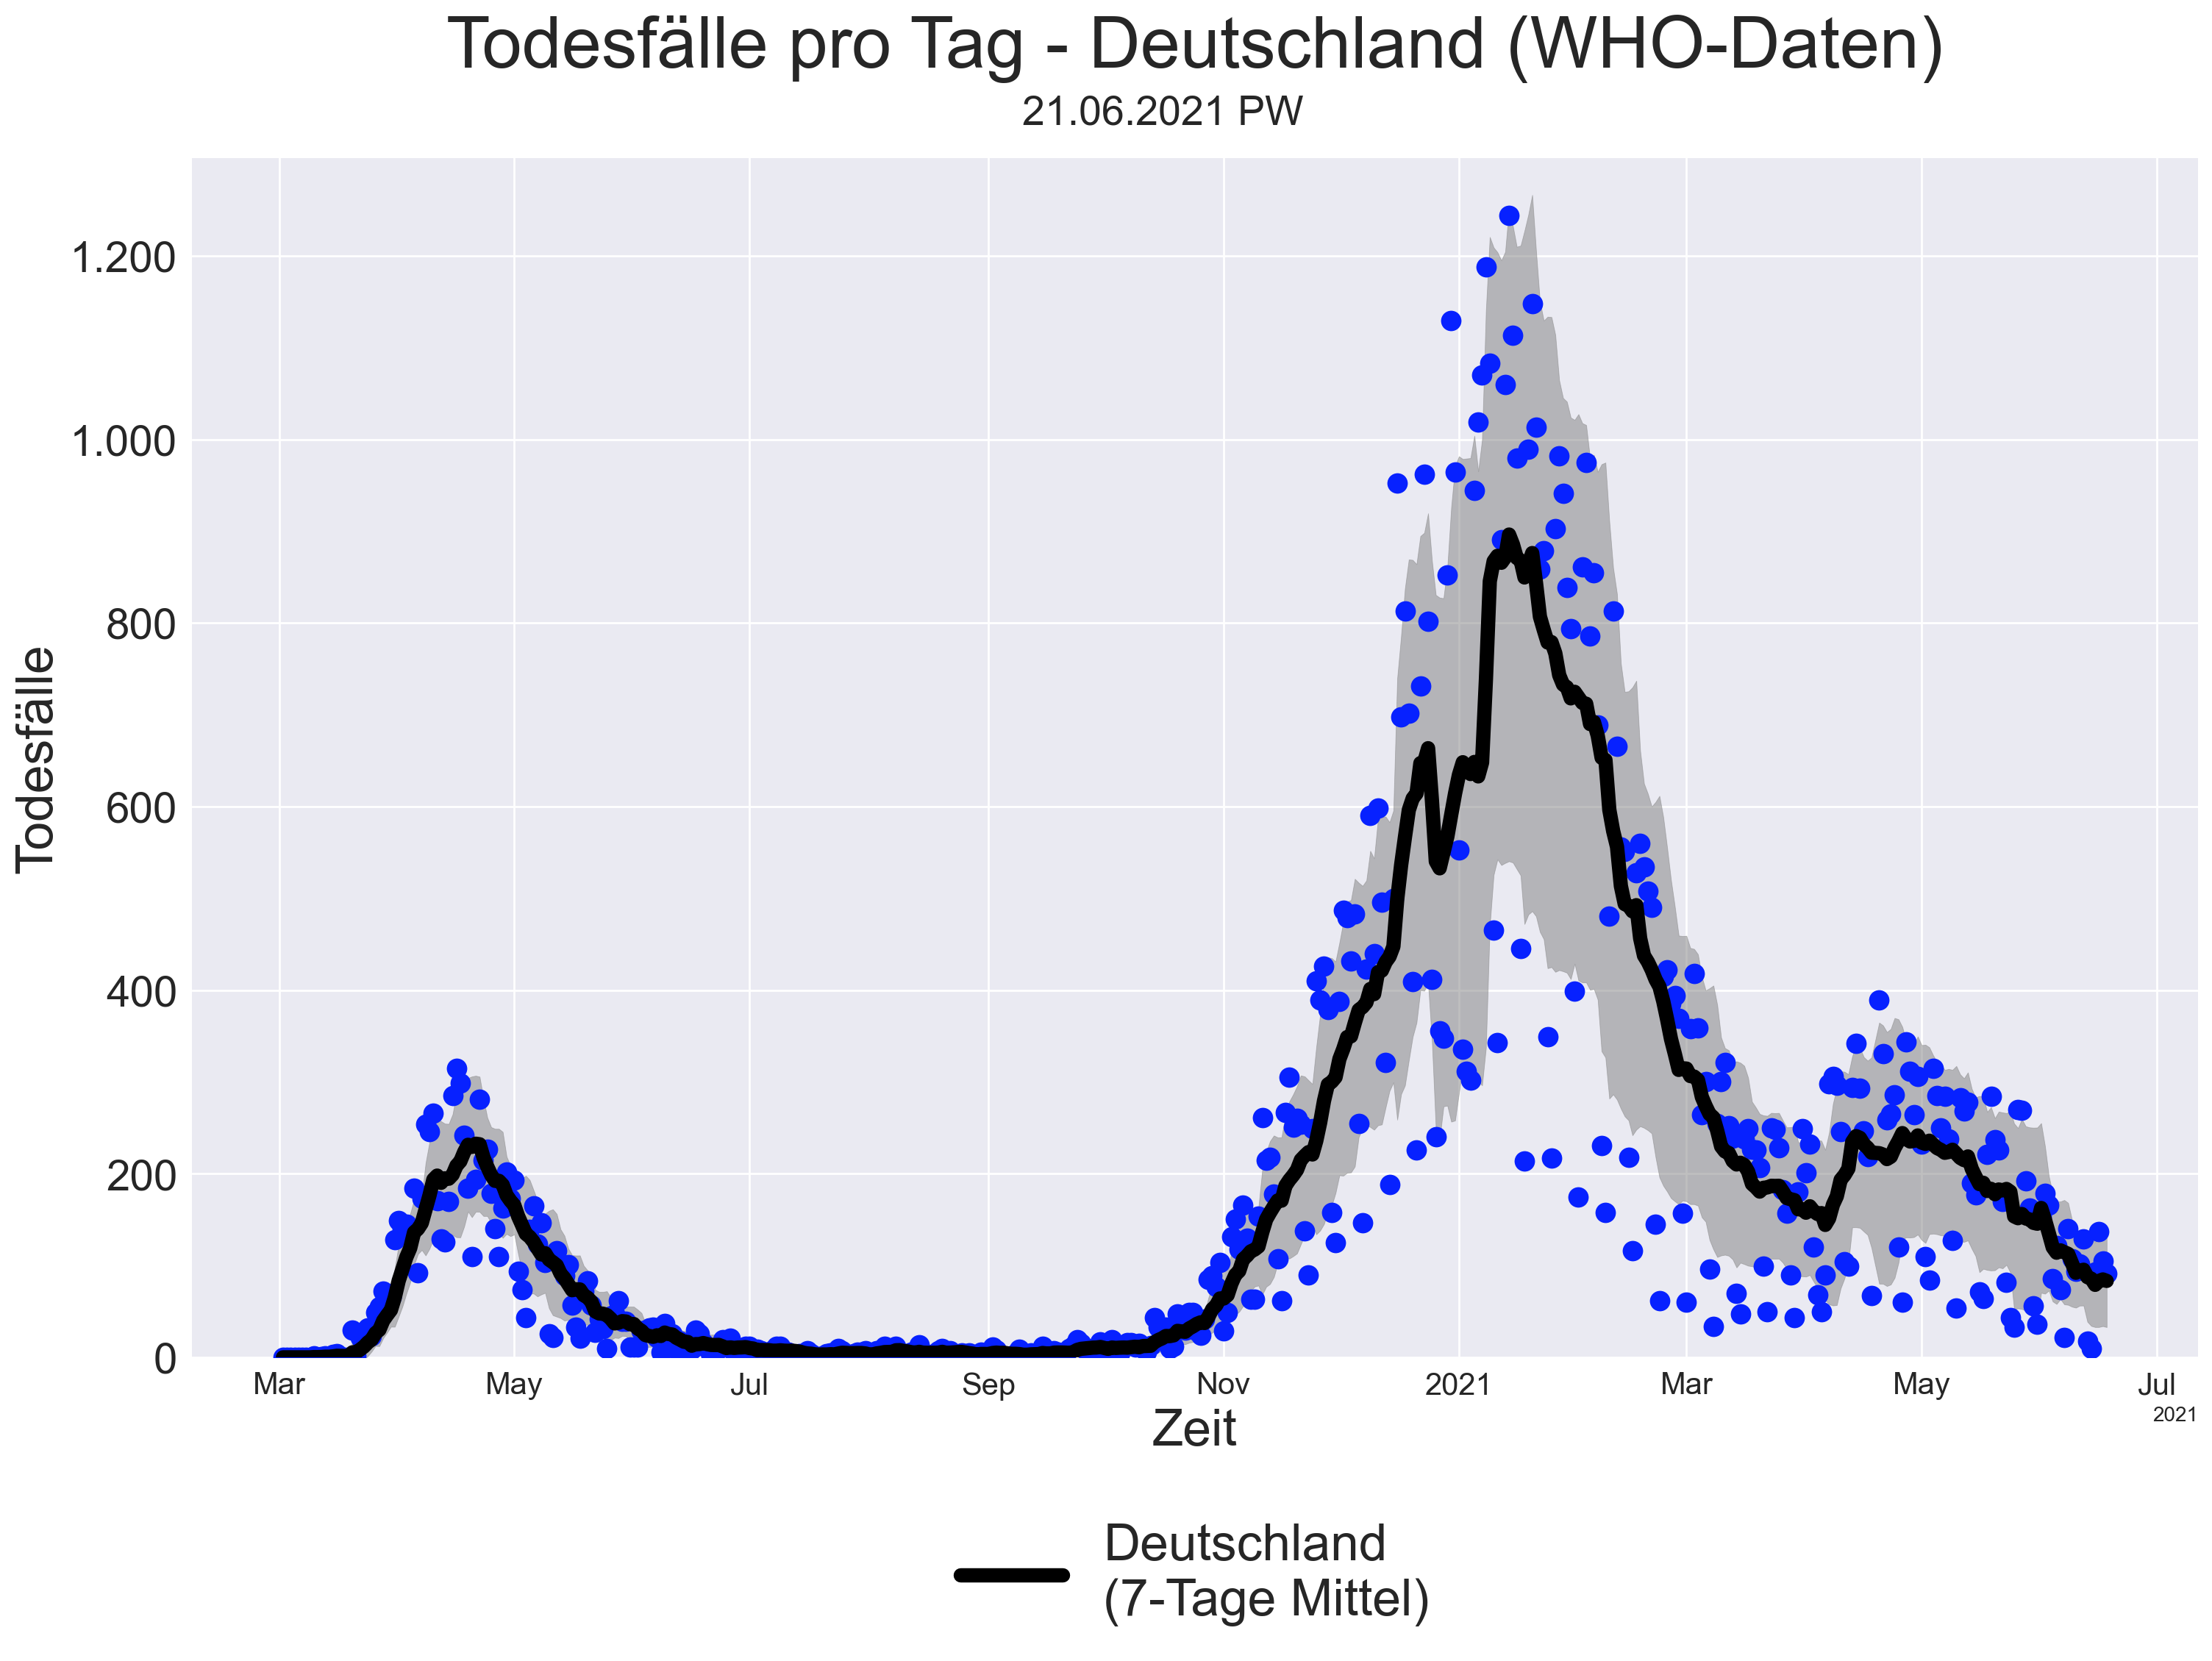 Todesfälle pro Tag - Deutschland (WHO-Daten)
21.06.2021 PW
1.200
1.000
800
600
400
200
0
Todesfälle
Mar May Jul Sep Nov 2021 Mar May Jul
2021
Zeit
Deutschland
(7-Tage Mittel)